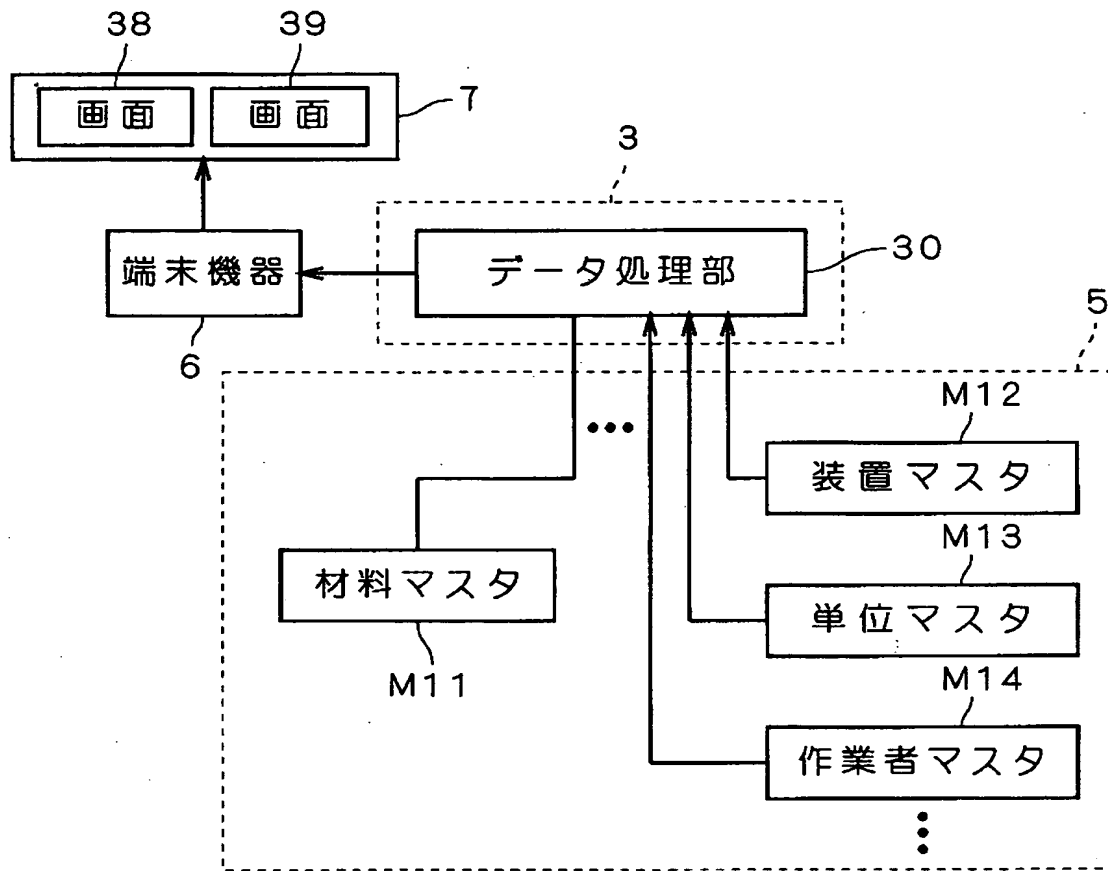 38
39
画面
画面
7
3
端末機器
データ処理部
30
6
5
M12
装置マスタ
M13
材料マスタ
単位マスタ
M11
M14
作業者マスタ